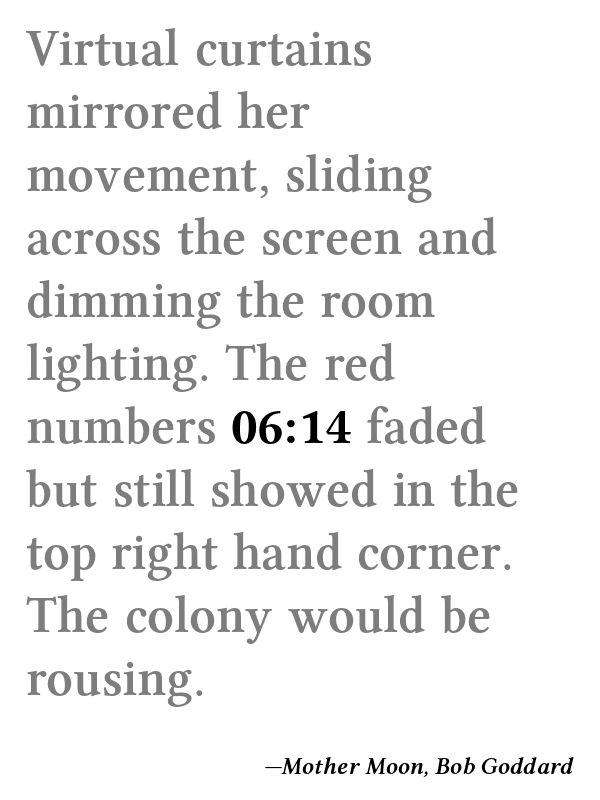 Virtual curtains
mirrored her
movement, sliding
across the screen and
dimming the room
lighting. The red
numbers 06:14 faded
but still showed in the
top right hand corner.
The colony would be
rousing.
—Mother Moon, Bob Goddard